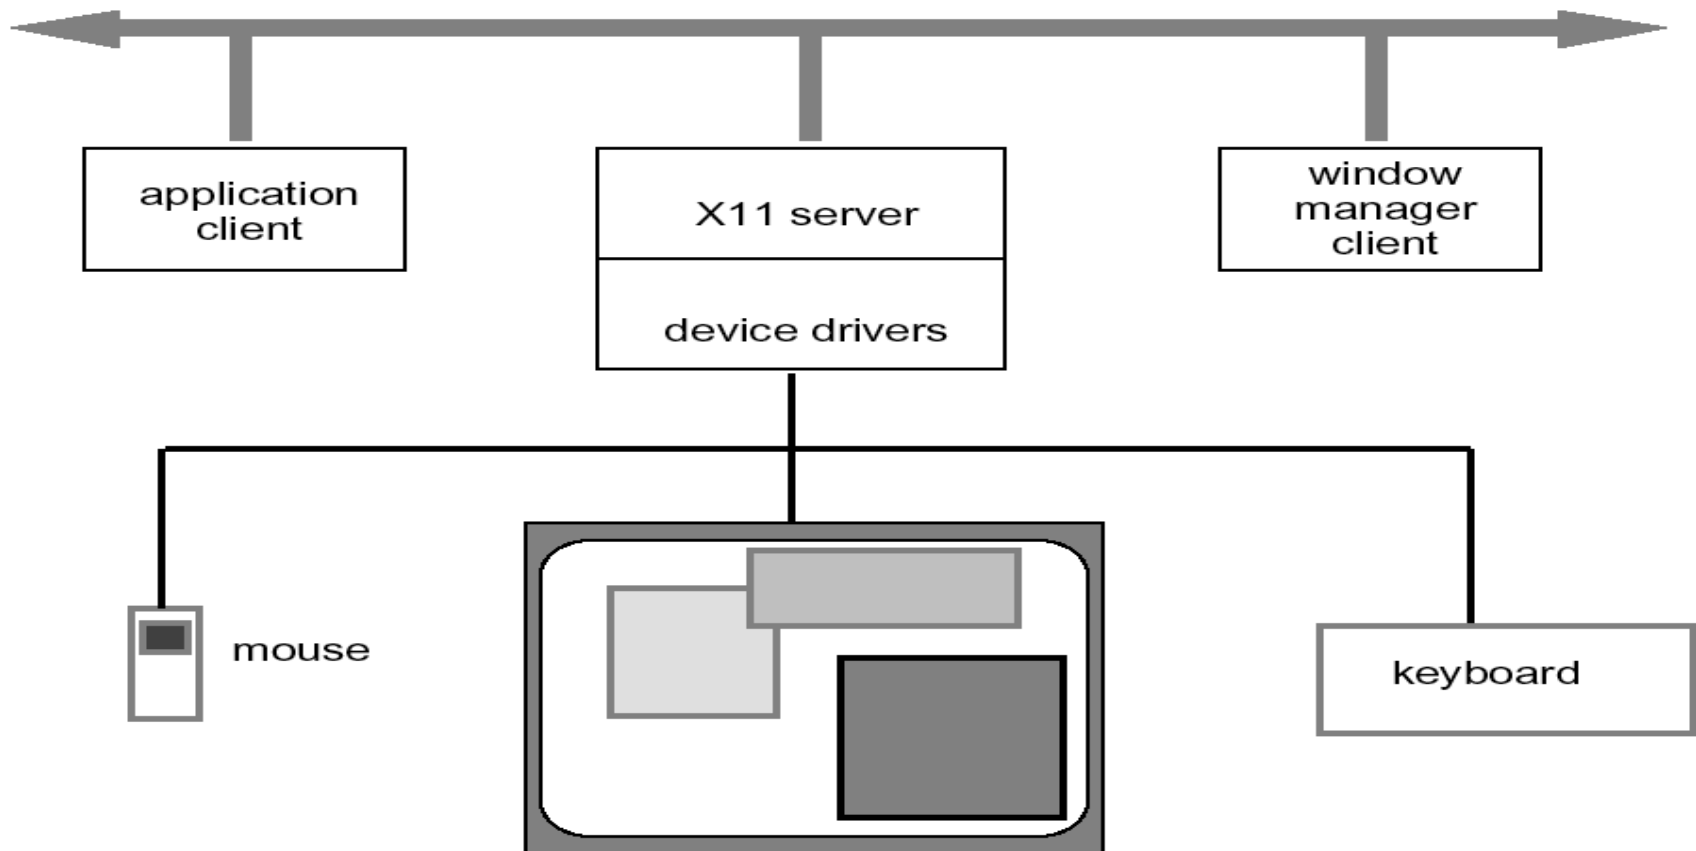 application
client
X11 server
device drivers
window
manager
client
mouse
keyboard